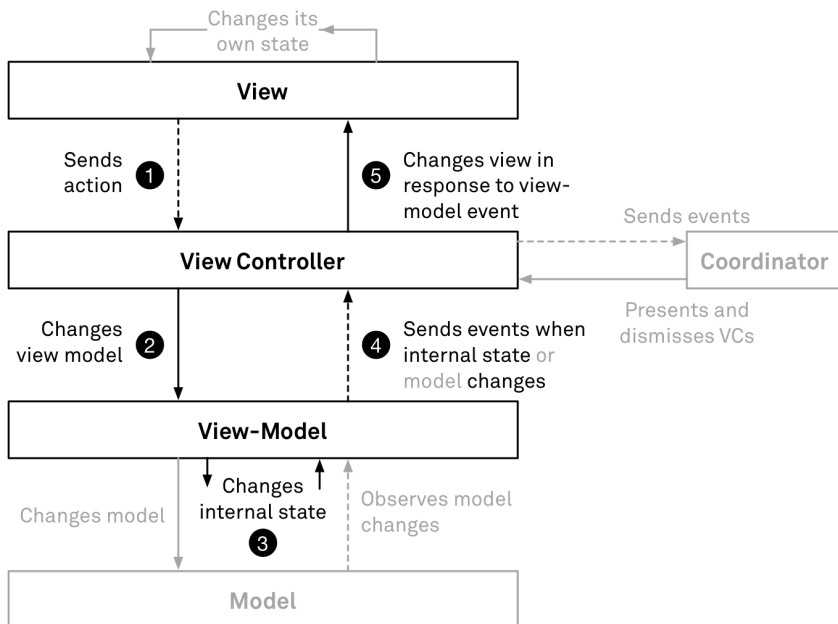 Changes its
own state
View
Sends
action
1
5
Changes view in
response to view-
model event
Sends events
View Controller
Coordinator
Presents and
dismisses VCs
Changes
view model
2
4
Sends events when
internal state or
model changes
View-Model
Changes model
Changes
internal state
3
Observes model
changes
Model